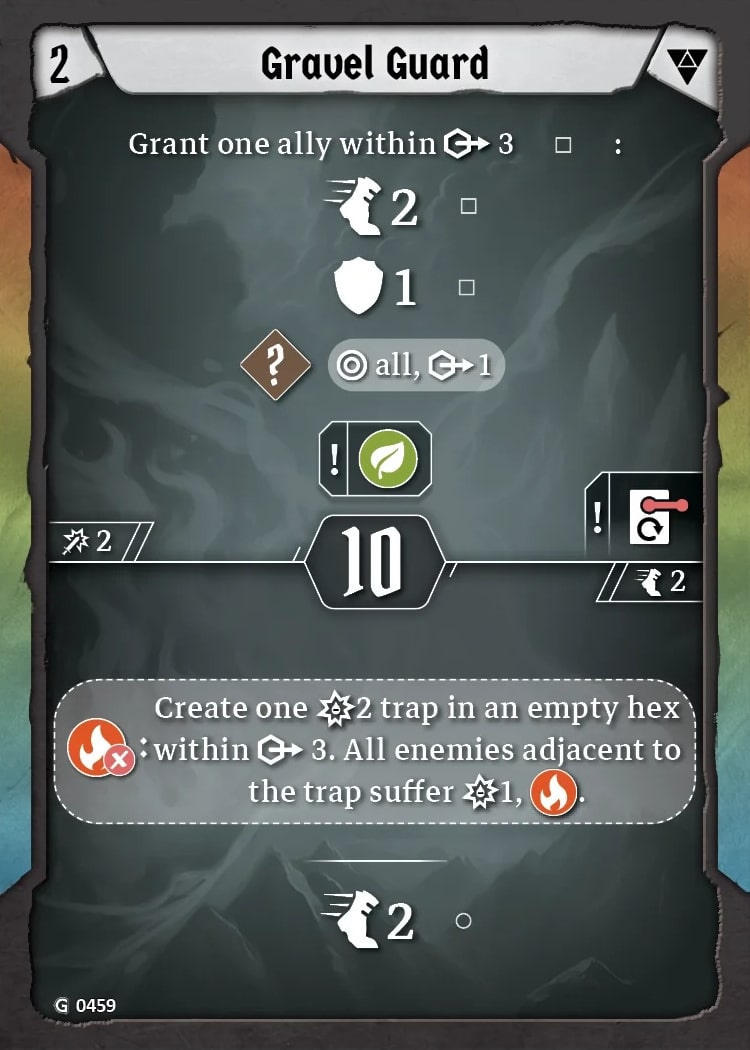 2
Gravel Guard
Grant one ally within 3 :
2
1
?
all, 1
!
!
2
10
2
Create one 2 trap in an empty hex
: within 3. All enemies adjacent to
the trap suffer 1, .
2
G 0459